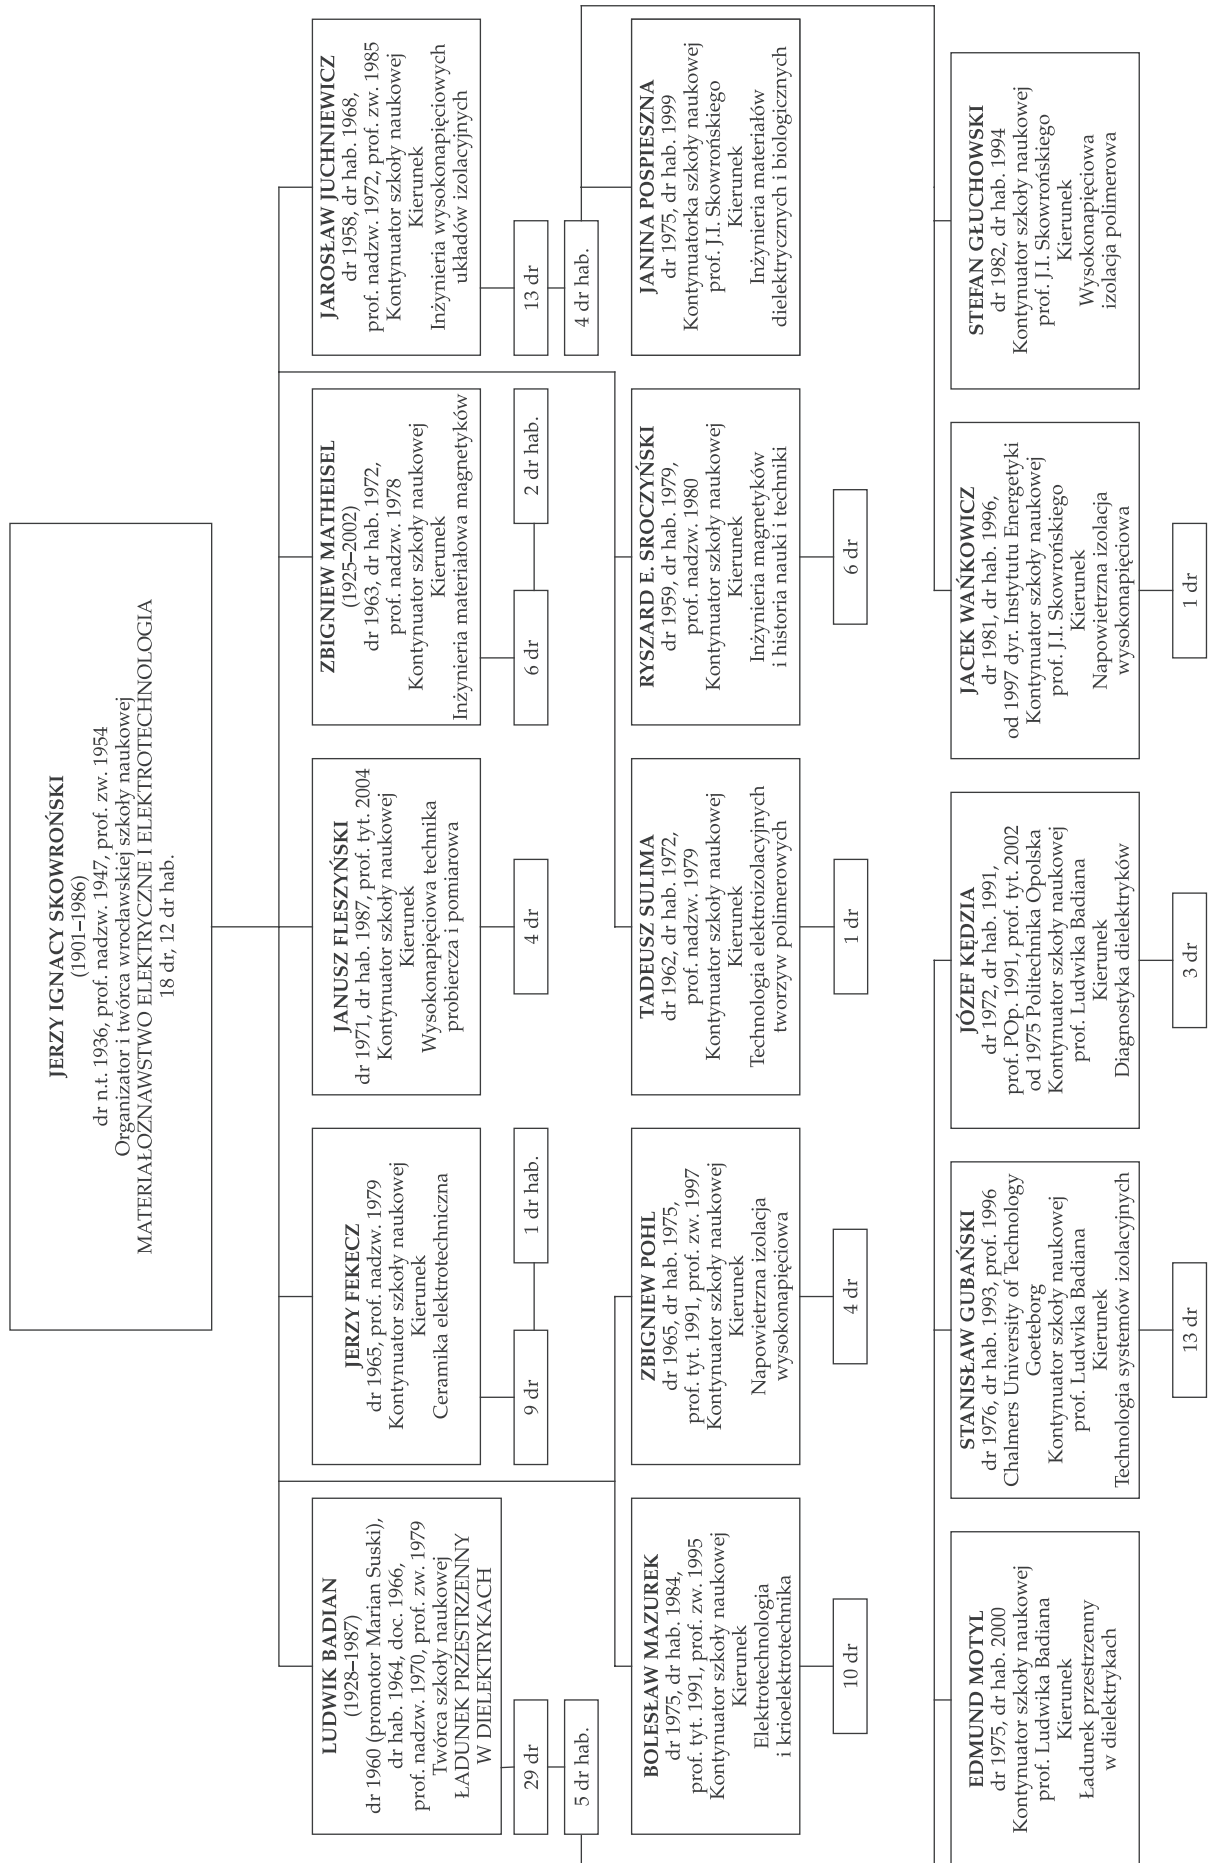 JERZY IGNACY SKOWROŃSKI
(1901–1986)
dr n.t. 1936, prof. nadzw. 1947, prof. zw. 1954
Organizator i twórca wrocławskiej szkoły naukowej
MATERIAŁOZNAWSTWO ELEKTRYCZNE I ELEKTROTECHNOLOGIA
18 dr, 12 dr hab.
LUDWIK BADIAN
(1928–1987)
dr 1960 (promotor Marian Suski),
dr hab. 1964, doc. 1966,
prof. nadzw. 1970, prof. zw. 1979
Twórca szkoły naukowej
ŁADUNEK PRZESTRZENNY
W DIELEKTRYKACH
29 dr
5 dr hab.
JERZY FEKECZ
dr 1965, prof. nadzw. 1979
Kontynuator szkoły naukowej
Kierunek
Ceramika elektrotechniczna
9 dr
1 dr hab.
JANUSZ FLESZYŃSKI
dr 1971, dr hab. 1987, prof. tyt. 2004
Kontynuator szkoły naukowej
Kierunek
Wysokonapięciowa technika
probiercza i pomiarowa
4 dr
ZBIGNIEW MATHEISEL
(1925–2002)
dr 1963, dr hab. 1972,
prof. nadzw. 1978
Kontynuator szkoły naukowej
Kierunek
Inżynieria materiałowa magnetyków
6 dr
2 dr hab.
JAROSŁAW JUCHNIEWICZ
dr 1958, dr hab. 1968,
prof. nadzw. 1972, prof. zw. 1985
Kontynuator szkoły naukowej
Kierunek
Inżynieria wysokonapięciowych
układów izolacyjnych
13 dr
4 dr hab.
BOLESŁAW MAZUREK
dr 1975, dr hab. 1984,
prof. tyt. 1991, prof. zw. 1995
Kontynuator szkoły naukowej
Kierunek
Elektrotechnologia
i krioelektrotechnika
10 dr
ZBIGNIEW POHL
dr 1965, dr hab. 1975,
prof. tyt. 1991, prof. zw. 1997
Kontynuator szkoły naukowej
Kierunek
Napowietrzna izolacja
wysokonapięciowa
4 dr
TADEUSZ SULIMA
dr 1962, dr hab. 1972,
prof. nadzw. 1979
Kontynuator szkoły naukowej
Kierunek
Technologia elektroizolacyjnych
tworzyw polimerowych
1 dr
RYSZARD E. SROCZYŃSKI
dr 1959, dr hab. 1979,
prof. nadzw. 1980
Kontynuator szkoły naukowej
Kierunek
Inżynieria magnetyków
i historia nauki i techniki
6 dr
JANINA POSPIESZNA
dr 1975, dr hab. 1999
Kontynuatorka szkoły naukowej
prof. J.I. Skowrońskiego
Kierunek
Inżynieria materiałów
dielektrycznych i biologicznych
EDMUND MOTYL
dr 1975, dr hab. 2000
Kontynuator szkoły naukowej
prof. Ludwika Badiana
Kierunek
Ładunek przestrzenny
w dielektrykach
STANISŁAW GUBAŃSKI
dr 1976, dr hab. 1993, prof. 1996
Chalmers University of Technology
Goeteborg
Kontynuator szkoły naukowej
prof. Ludwika Badiana
Kierunek
Technologia systemów izolacyjnych
13 dr
JÓZEF KĘDZIA
dr 1972, dr hab. 1991,
prof. POp. 1991, prof. tyt. 2002
od 1975 Politechnika Opolska
Kontynuator szkoły naukowej
prof. Ludwika Badiana
Kierunek
Diagnostyka dielektryków
3 dr
JACEK WAŃKOWICZ
dr 1981, dr hab. 1996,
od 1997 dyr. Instytutu Energetyki
Kontynuator szkoły naukowej
prof. J.I. Skowrońskiego
Kierunek
Napowietrzna izolacja
wysokonapięciowa
1 dr
STEFAN GŁUCHOWSKI
dr 1982, dr hab. 1994
Kontynuator szkoły naukowej
prof. J.I. Skowrońskiego
Kierunek
Wysokonapięciowa
izolacja polimerowa